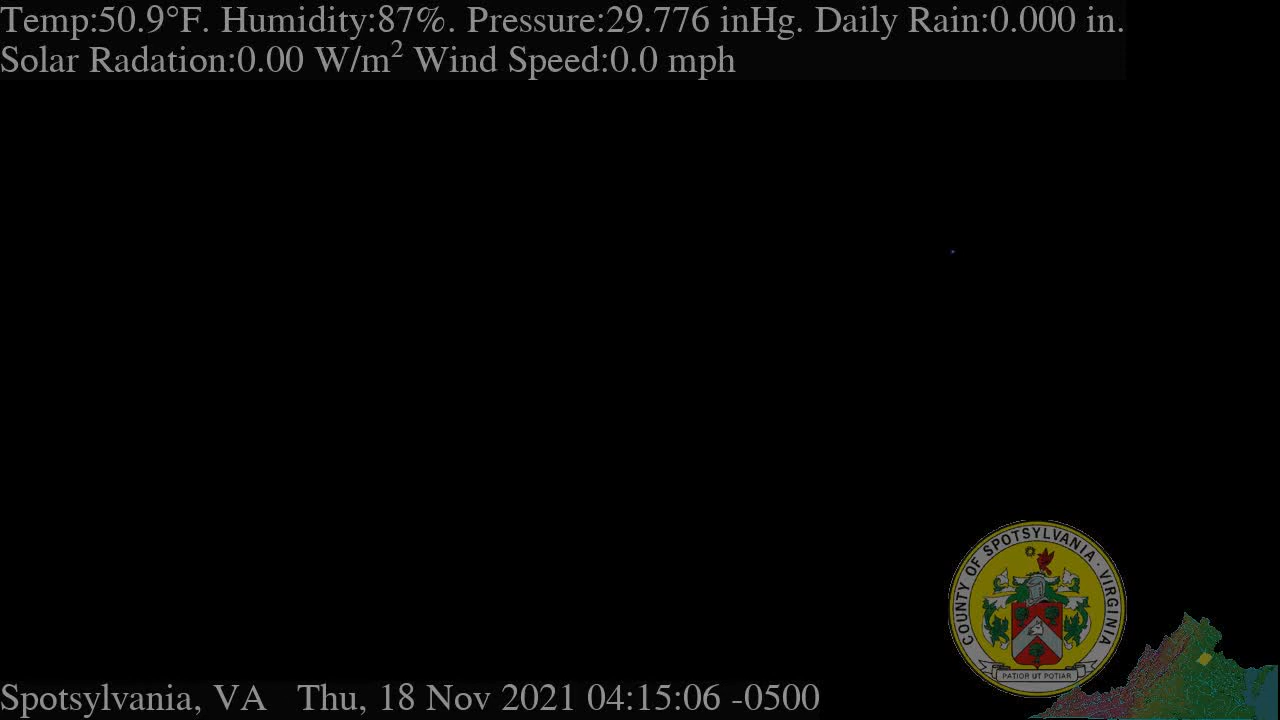 Temp:50.9°F. Humidity:87%. Pressure:29.776 inHg. Daily Rain:0.000 in.
Solar Radation:0.00 W/m² Wind Speed:0.0 mph
COUNTY OF SPOTSYLVANIA · VIRGINIA
PATIOR UT POTIAR
Spotsylvania, VA Thu, 18 Nov 2021 04:15:06 -0500